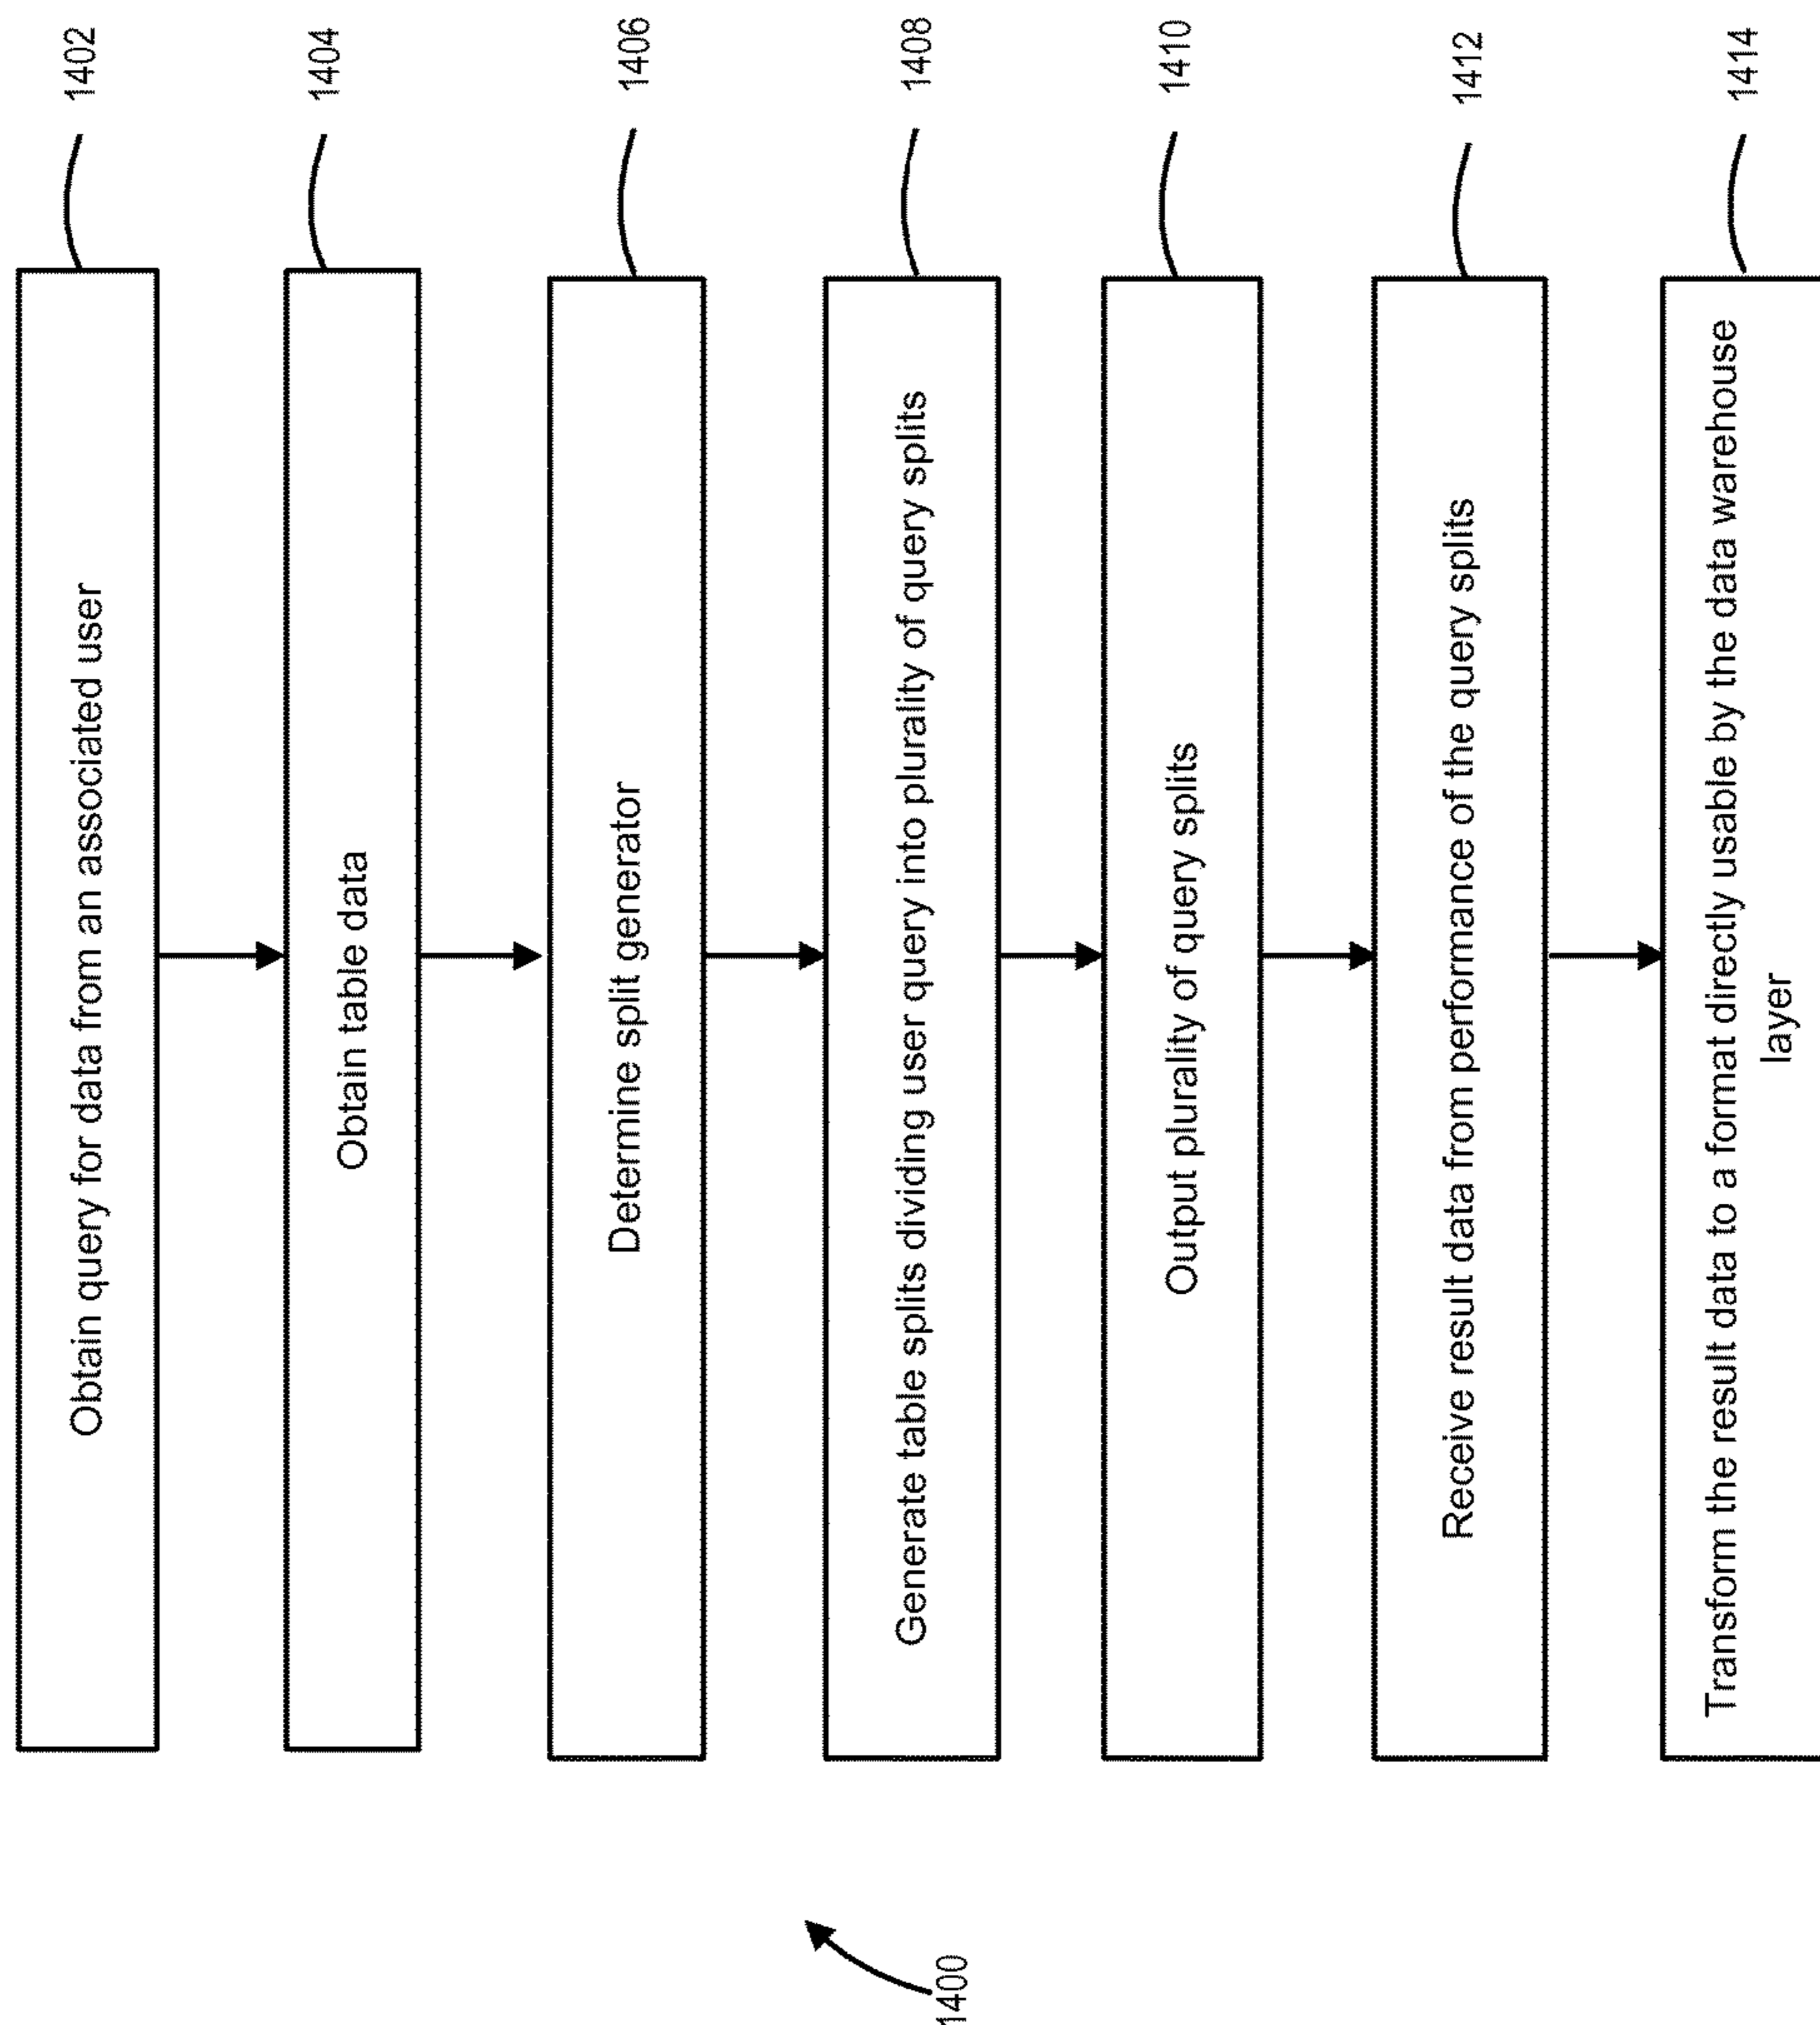 Obtain query for data from an associated user
1402
Obtain table data
1404
Determine split generator
1406
Generate table splits dividing user query into plurality of query splits
1408
Output plurality of query splits
1410
Receive result data from performance of the query splits
1412
Transform the result data to a format directly usable by the data warehouse
layer
1414
1400